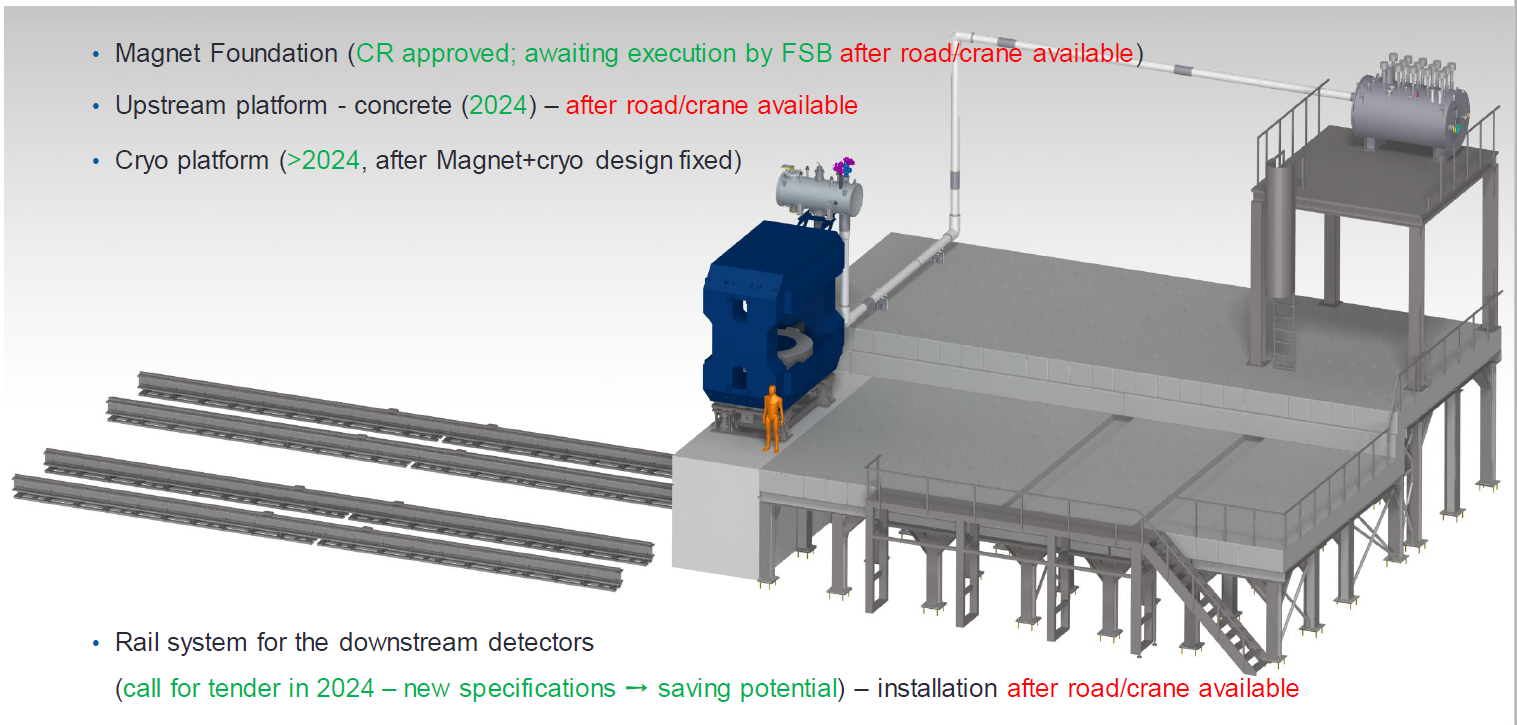 • Magnet Foundation (CR approved; awaiting execution by FSB after road/crane available)
• Upstream platform - concrete (2024) – after road/crane available
• Cryo platform (>2024, after Magnet+cryo design fixed)
• Rail system for the downstream detectors
(call for tender in 2024 – new specifications → saving potential) – installation after road/crane available